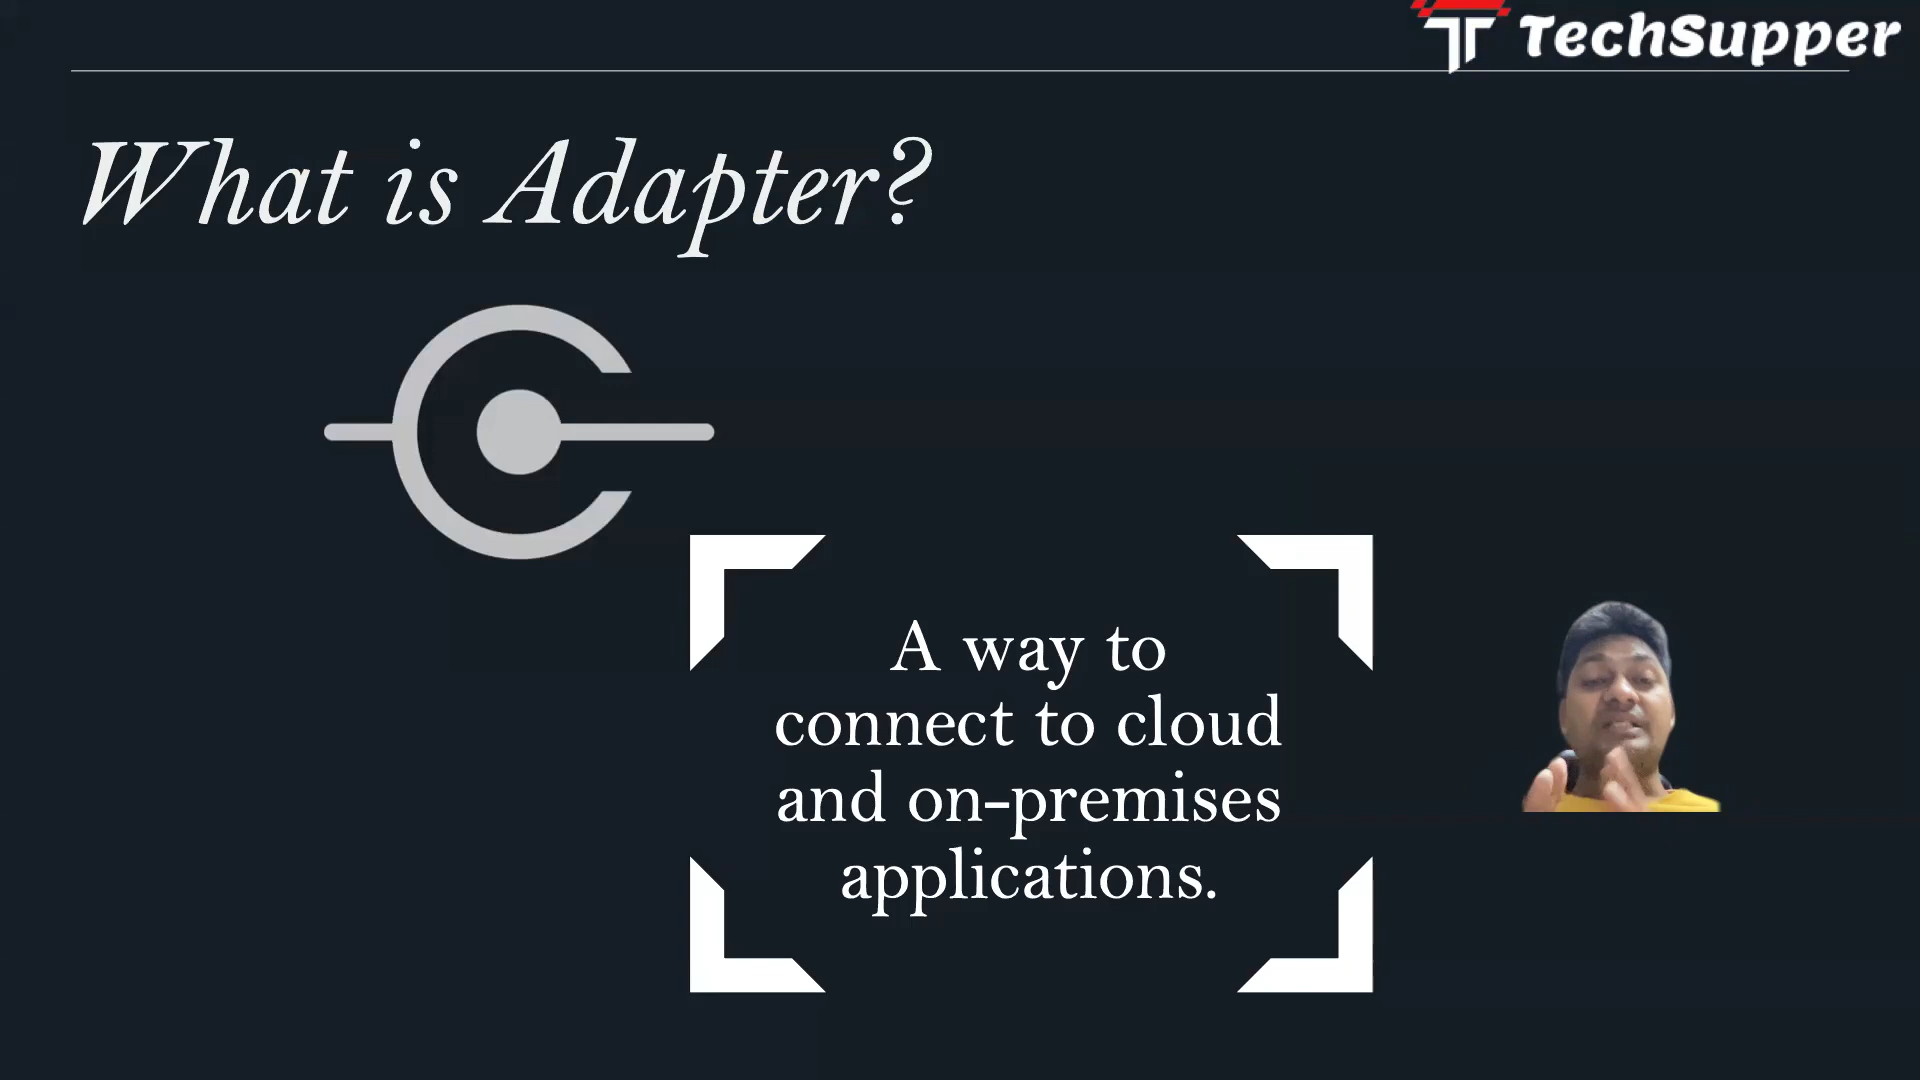 TechSupper
What is Adapter?
A way to
connect to cloud
and on-premises
applications.